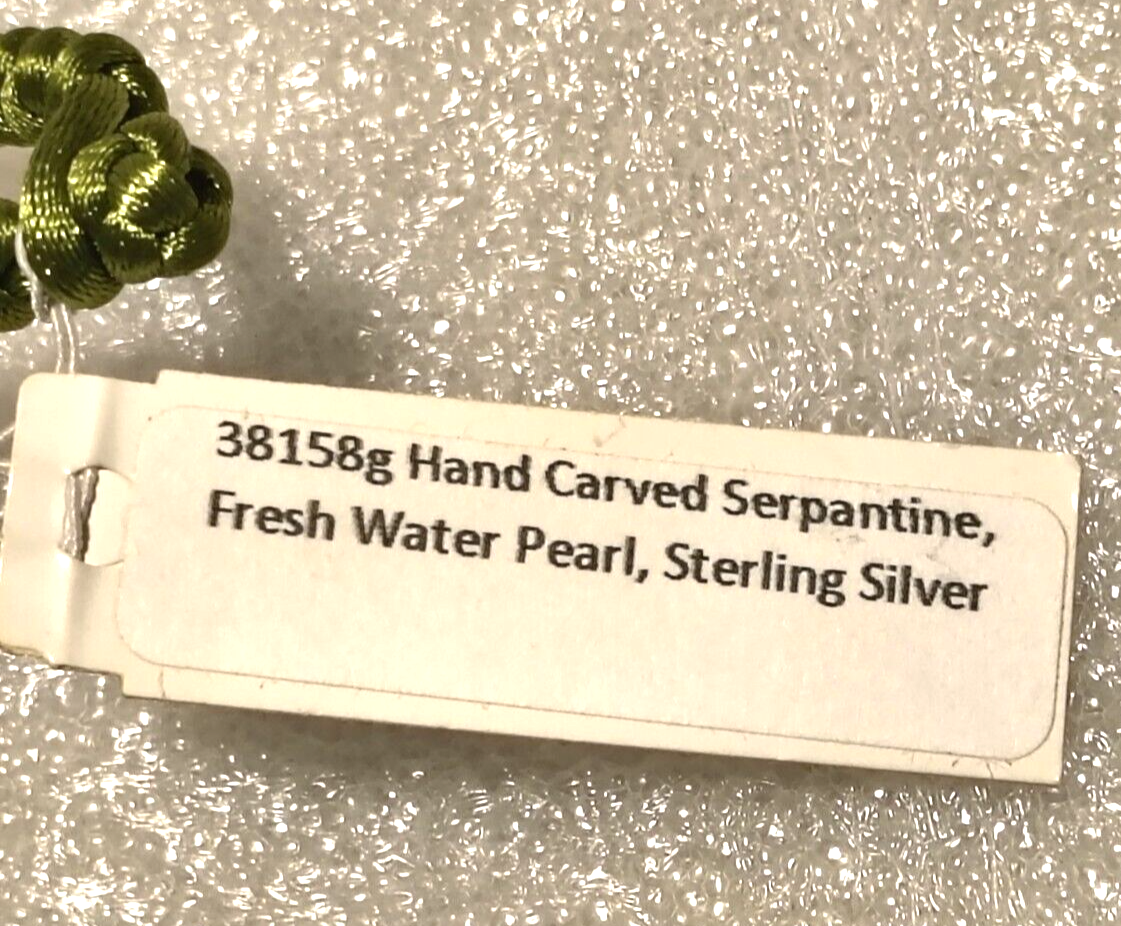 38158g Hand Carved Serpantine,
Fresh Water Pearl, Sterling Silver